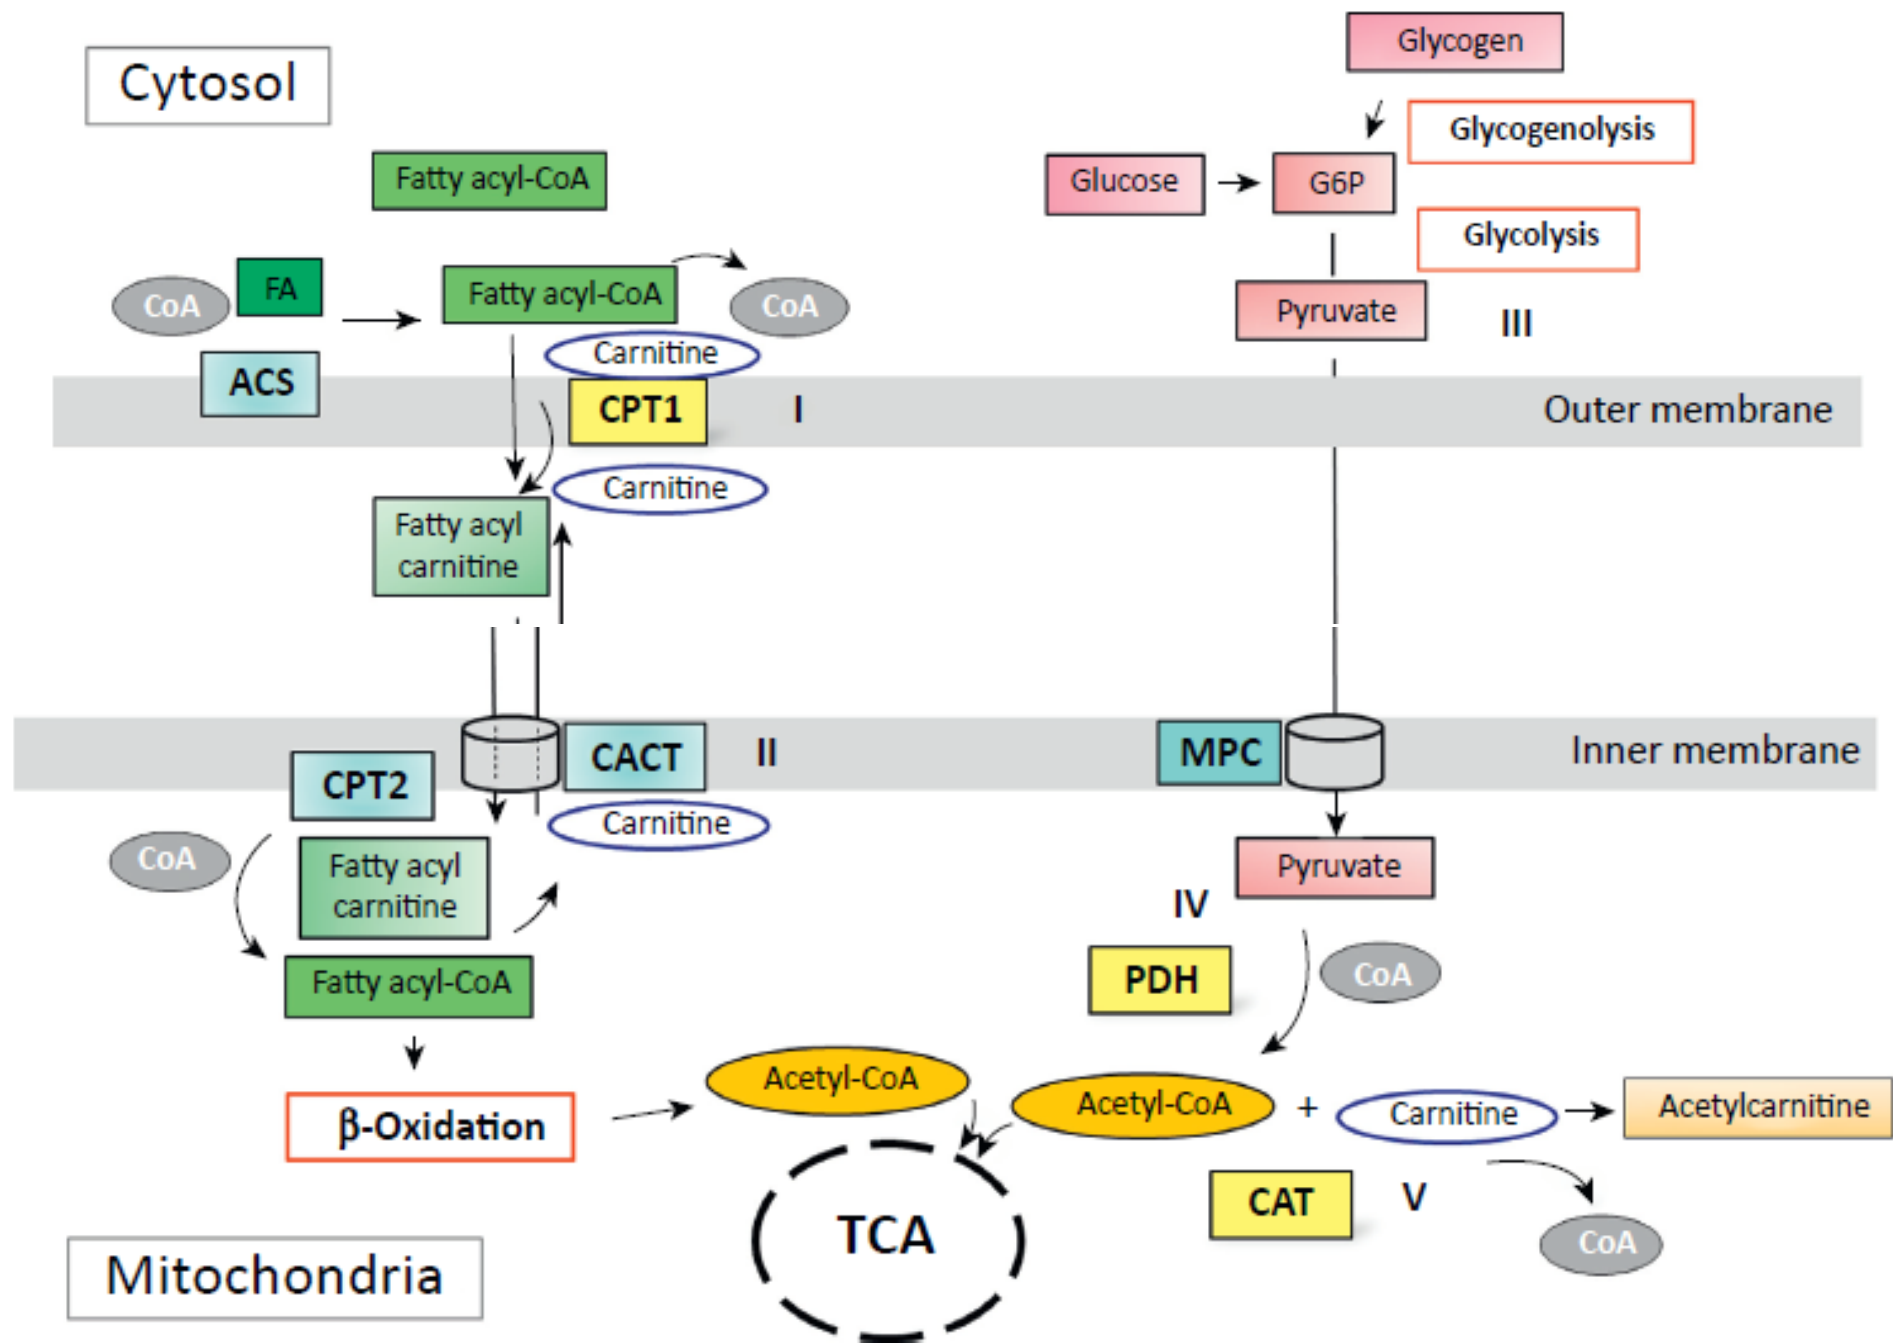 Glycogen
Cytosol
Glycogenolysis
Fatty acyl-CoA
Glucose
G6P
Glycolysis
CoA
FA
Fatty acyl-CoA
CoA
Pyruvate
III
Carnitine
ACS
CPT1
I
Outer membrane
Carnitine
Fatty acyl
carnitine
CPT2
CACT
II
MPC
Inner membrane
Carnitine
CoA
Fatty acyl
carnitine
Pyruvate
IV
Fatty acyl-CoA
PDH
CoA
β-Oxidation
Acetyl-CoA
Acetyl-CoA
+
Carnitine
Acetylcarnitine
CAT
V
TCA
CoA
Mitochondria